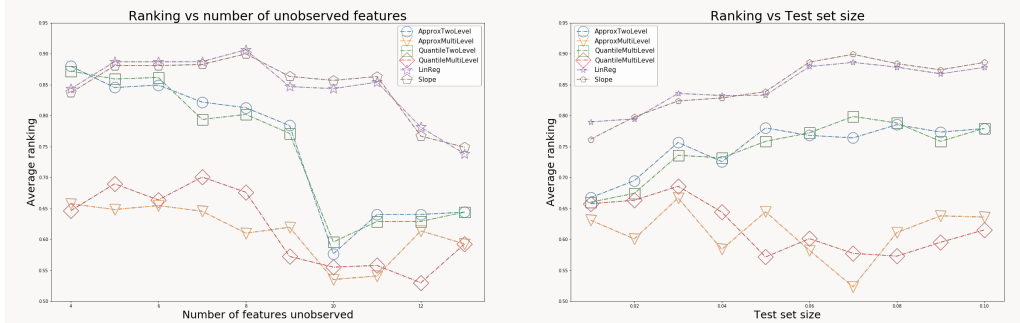 Ranking vs number of unobserved features
Average ranking
0.95
0.90
0.85
0.80
0.75
0.70
0.65
0.60
0.55
0.50
ApproxTwoLevel
ApproxMultiLevel
QuantileTwoLevel
QuantileMultiLevel
LinReg
Slope
4
6
8
10
12
Number of features unobserved
Ranking vs Test set size
Average ranking
0.95
0.90
0.85
0.80
0.75
0.70
0.65
0.60
0.55
0.50
ApproxTwoLevel
ApproxMultiLevel
QuantileMultiLevel
QuantileMultiLevel
LinReg
Slope
0.02
0.04
0.06
0.08
0.10
Test set size